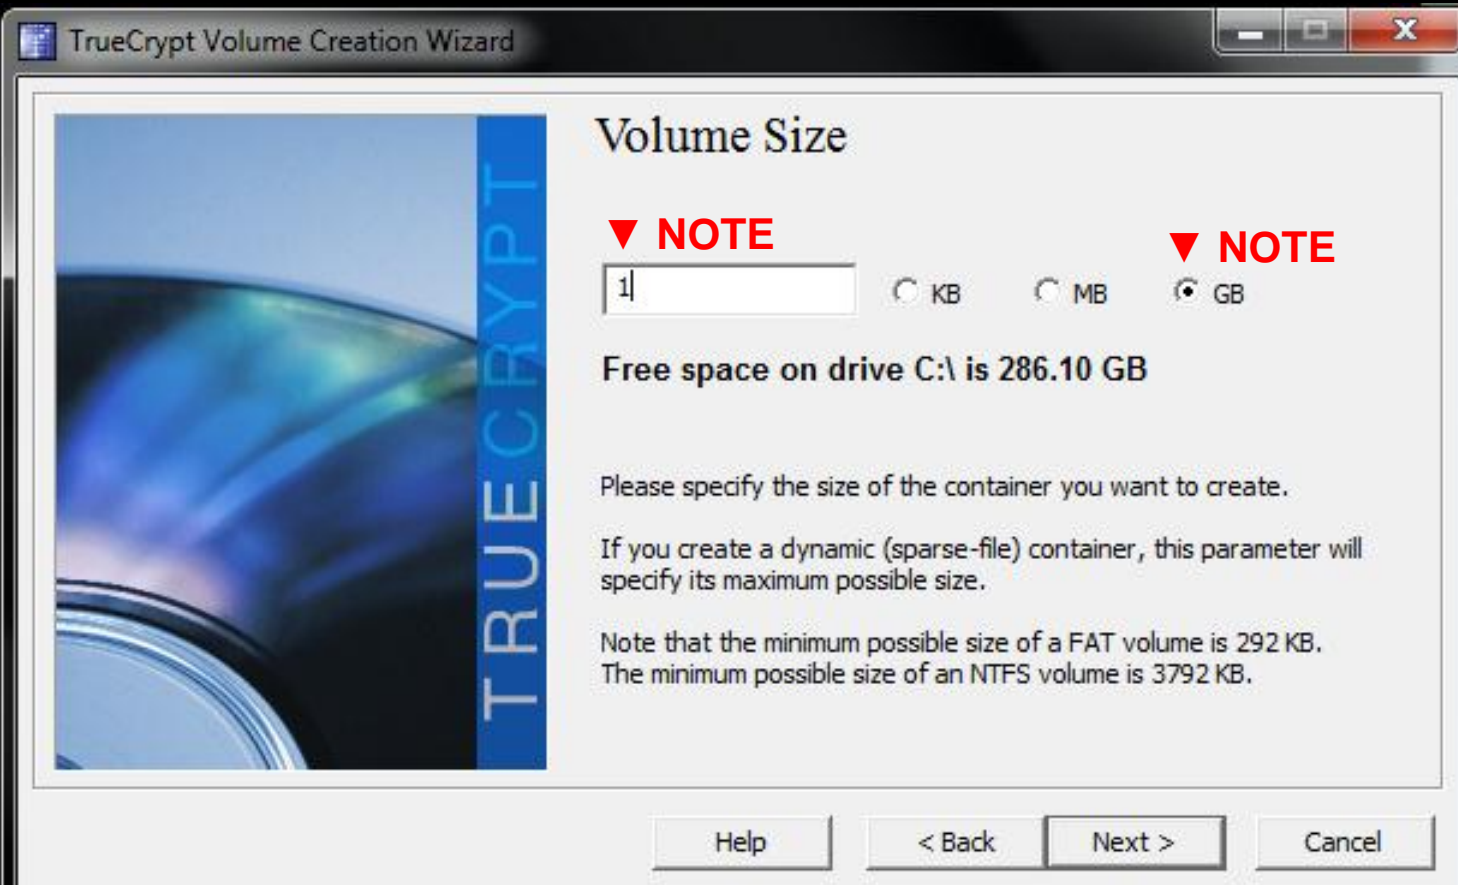 TrueCrypt Volume Creation Wizard
TRUECRYPT
Volume Size
▼ NOTE
▼ NOTE
1
KB
MB
GB
Free space on drive C:\ is 286.10 GB
Please specify the size of the container you want to create.
If you create a dynamic (sparse-file) container, this parameter will
specify its maximum possible size.
Note that the minimum possible size of a FAT volume is 292 KB.
The minimum possible size of an NTFS volume is 3792 KB.
Help
< Back
Next >
Cancel